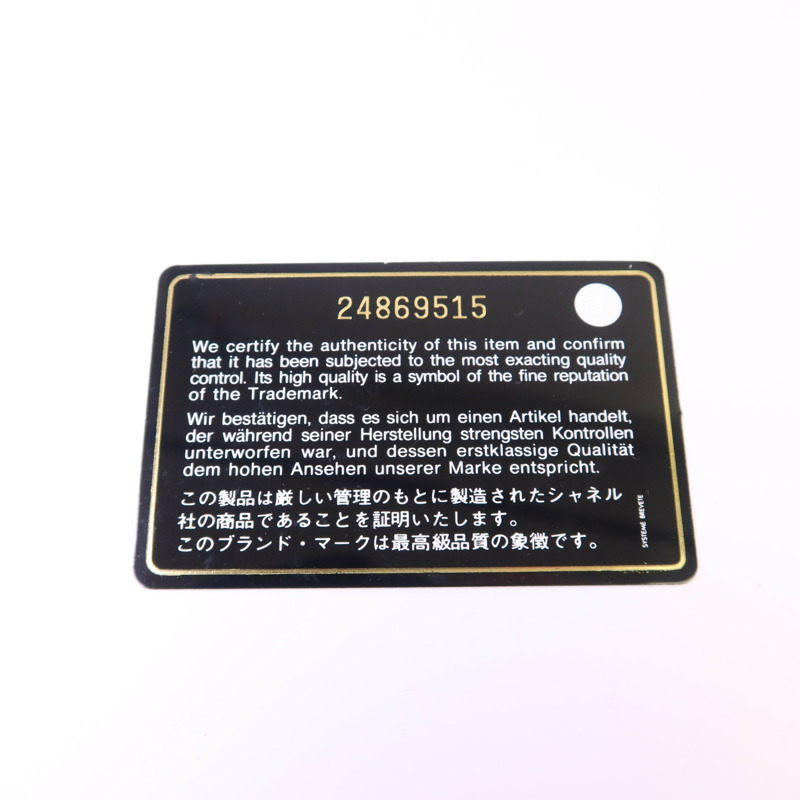 24869515
We certify the authenticity of this item and confirm
that it has been subjected to the most exacting quality
control. Its high quality is a symbol of the fine reputation
of the Trademark.
Wir bestätigen, dass es sich um einen Artikel handelt,
der während seiner Herstellung strengsten Kontrollen
unterworfen war, und dessen erstklassige Qualität
dem hohen Ansehen unserer Marke entspricht.
この製品は厳しい管理のもとに製造されたシャネル
社の商品であることを証明いたします。
このブランド・マークは最高級品質の象徴です。
SYSTEME BREVETE